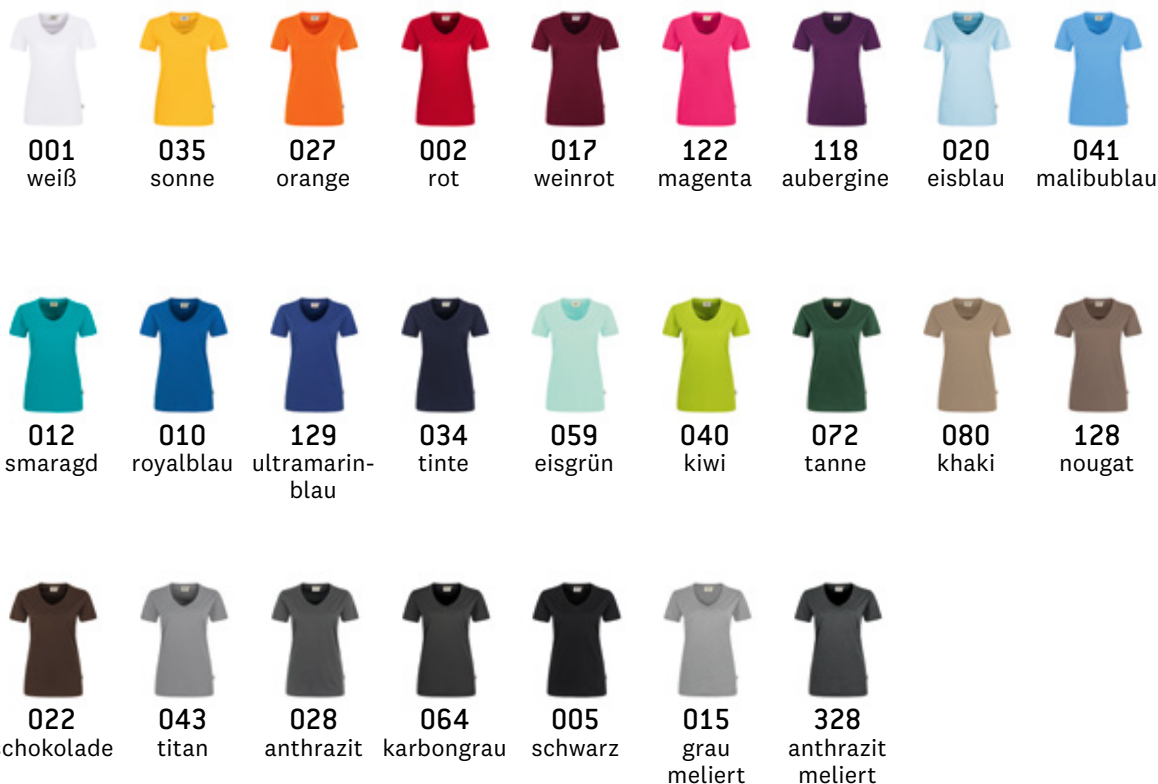 001 035 027 002 017 122 118 020 041
weiß sonne orange rot weinrot magenta aubergine eisblau malibublau
012 010 129 034 059 040 072 080 128
smaragd royalblau ultramarin- tinte eisgrün kiwi tanne khaki nougat
blau
022 043 028 064 005 015 328
schokolade titan anthrazit karbongrau schwarz grau anthrazit
meliert meliert